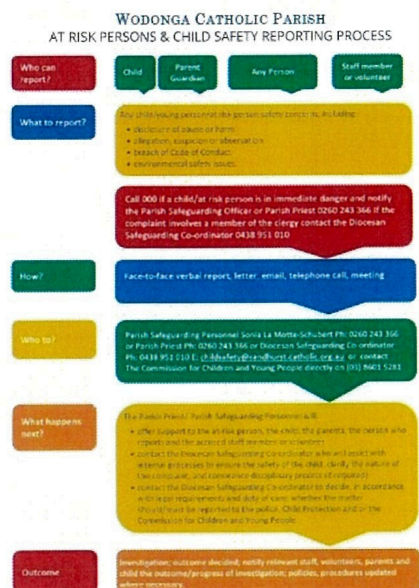 WODONGA CATHOLIC PARISH
AT RISK PERSONS & CHILD SAFETY REPORTING PROCESS
Who can
report?
Child
Parent
Guardian
Any Person
Staff member
or volunteer
What to report?
Any child/young person/at risk person safety concerns, including:
• disclosure of abuse or harm
• allegation, suspicion or observation
• breach of Code of Conduct
• environmental safety issues
Call 000 if a child/at risk person is in immediate danger and notify
the Parish Safeguarding Officer or Parish Priest 0260 243 366 If the
complaint involves a member of the clergy contact the Diocesan
Safeguarding Co-ordinator 0438 951 010
How?
Face-to-face verbal report, letter, email, telephone call, meeting
Who to?
Parish Safeguarding Personnel Sonia La Motte-Schubert Ph: 0260 243 366
or Parish Priest Ph: 0260 243 366 or Diocesan Safeguarding Co-ordinator
Ph: 0438 951 010 E: childsafety@sandhurst.catholic.org.au or contact
The Commission for Children and Young People directly on (03) 8601 5281
What happens
next?
The Parish Priest/ Parish Safeguarding Personnel will:
• offer support to the at-risk person, the child, the parents, the person who
reports and the accused staff member or volunteer
• contact the Diocesan Safeguarding Co-ordinator who will assist with
internal processes to ensure the safety of the child, clarify the nature of
the complaint, and commence disciplinary process (if required)
• contact the Diocesan Safeguarding Co-ordinator to decide, in accordance
with legal requirements and duty of care, whether the matter
should/must be reported to the police, Child Protection and or the
Commission for Children and Young People
Outcome
Investigation; outcome decided; notify relevant staff, volunteers, parents and
child the outcome/progress of investigation; policies, procedures updated
where necessary